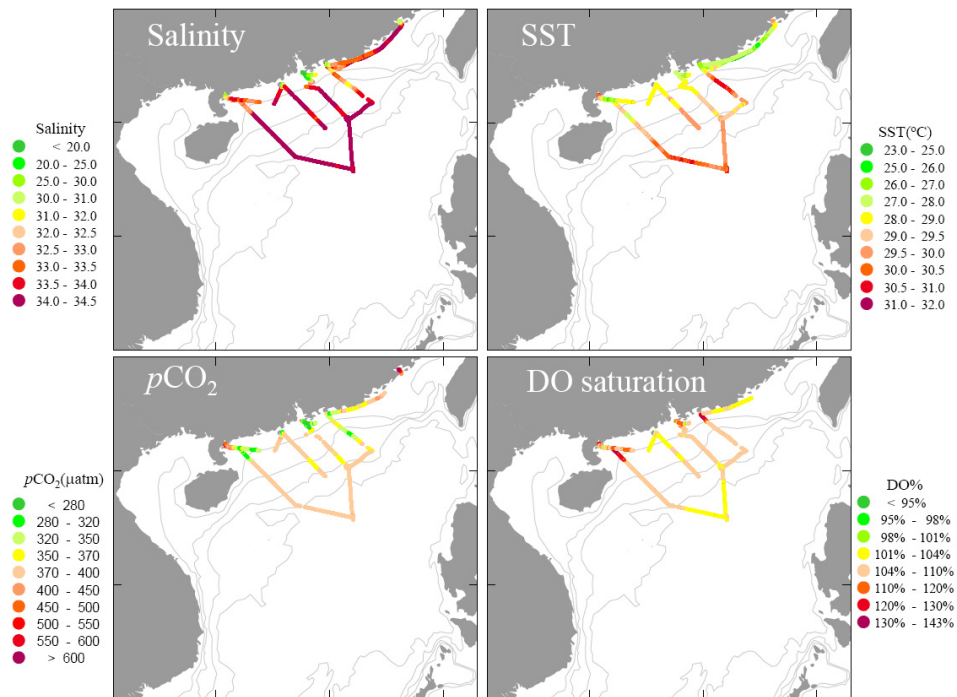 Salinity
SST
Salinity
< 20.0
20.0 - 25.0
25.0 - 30.0
30.0 - 31.0
31.0 - 32.0
32.0 - 32.5
32.5 - 33.0
33.0 - 33.5
33.5 - 34.0
34.0 - 34.5
SST(ºC)
23.0 - 25.0
25.0 - 26.0
26.0 - 27.0
27.0 - 28.0
28.0 - 29.0
29.0 - 29.5
29.5 - 30.0
30.0 - 30.5
30.5 - 31.0
31.0 - 32.0
pCO₂
DO saturation
pCO₂(µatm)
< 280
280 - 320
320 - 350
350 - 370
370 - 400
400 - 450
450 - 500
500 - 550
550 - 600
> 600
DO%
< 95%
95% - 98%
98% - 101%
101% - 104%
104% - 110%
110% - 120%
120% - 130%
130% - 143%